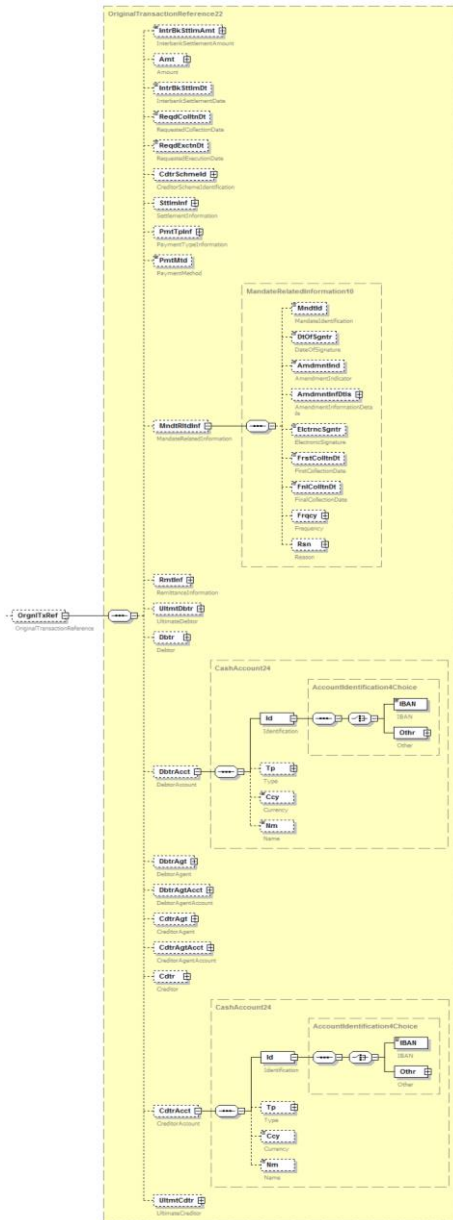 OriginalTransactionReference22
IntrBkSttlmAmt
InterbankSettlementAmount
Amt
Amount
IntrBkSttlmDt
InterbankSettlementDate
ReqdColltnDt
RequestedCollectionDate
ReqdExctnDt
RequestedExecutionDate
CdtrSchmeId
CreditorSchemeIdentification
SttlmInf
SettlementInformation
PmtTpInf
PaymentTypeInformation
PmtMtd
PaymentMethod
MandateRelatedInformation10
MndtId
MandateIdentification
DtOfSgntr
DateOfSignature
AmdmntInd
AmendmentIndicator
AmdmntInfDtls
AmendmentInformationDeta
ils
MndtRltdInf
MandateRelatedInformation
ElctrncSgntr
ElectronicSignature
FrstColltnDt
FirstCollectionDate
FnlColltnDt
FinalCollectionDate
Frqcy
Frequency
Rsn
Reason
RmtInf
RemittanceInformation
UltmtDbtr
UltimateDebtor
OrgnlTxRef
OriginalTransactionReference
Dbtr
Debtor
CashAccount24
AccountIdentification4Choice
IBAN
IBAN
Id
Identification
Othr
Other
DbtrAcct
DebtorAccount
Tp
Type
Ccy
Currency
Nm
Name
DbtrAgt
DebtorAgent
DbtrAgtAcct
DebtorAgentAccount
CdtrAgt
CreditorAgent
CdtrAgtAcct
CreditorAgentAccount
Cdtr
Creditor
CashAccount24
AccountIdentification4Choice
IBAN
IBAN
Id
Identification
Othr
Other
CdtrAcct
CreditorAccount
Tp
Type
Ccy
Currency
Nm
Name
UltmtCdtr
UltimateCreditor